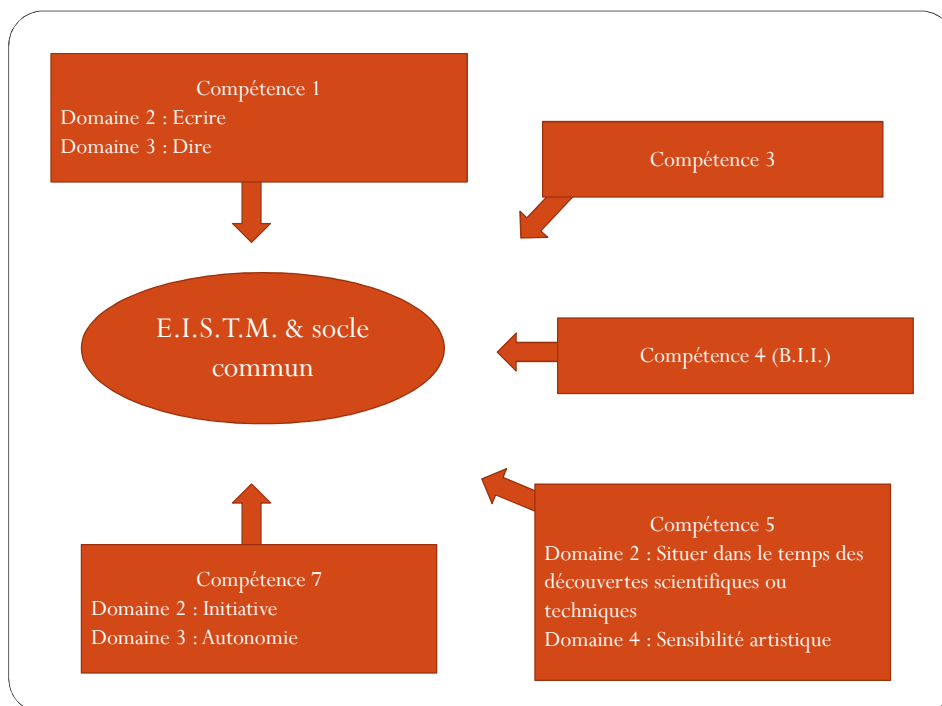 Compétence 1
Domaine 2 : Ecrire
Domaine 3 : Dire
Compétence 3
E.I.S.T.M. & socle
commun
Compétence 4 (B.I.I.)
Compétence 7
Domaine 2 : Initiative
Domaine 3 : Autonomie
Compétence 5
Domaine 2 : Situer dans le temps des
découvertes scientifiques ou
techniques
Domaine 4 : Sensibilité artistique